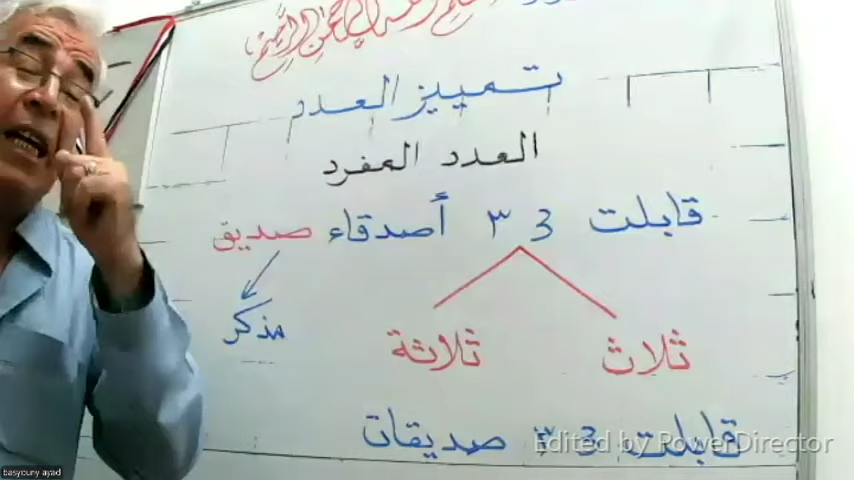 بسم الله الرحمن الرحيم
تمييز العدد
العدد المفرد
قابلت 3 ٣ أصدقاء صديق
مذكر
ثلاث ثلاثة
قابلت 3 ٣ صديقات
Edited by PowerDirector
basyouny ayad